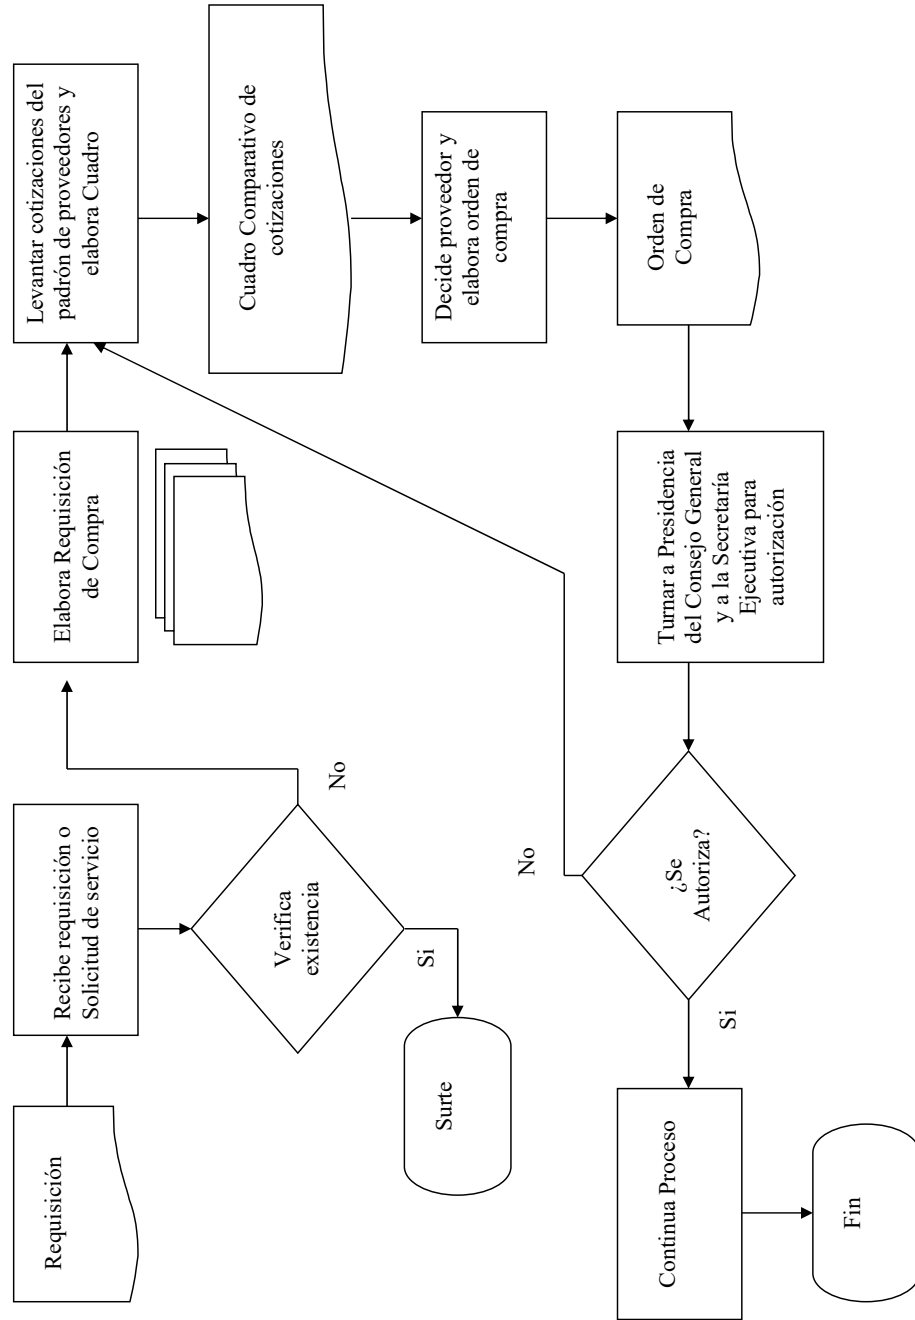 Requisición
Recibe requisición o
Solicitud de servicio
Verifica
existencia
Si
Surte
No
Elabora Requisición
de Compra
Levantar cotizaciones del
padrón de proveedores y
elabora Cuadro
Cuadro Comparativo de
cotizaciones
Decide proveedor y
elabora orden de
compra
Orden de
Compra
Turnar a Presidencia
del Consejo General
y a la Secretaría
Ejecutiva para
autorización
¿Se
Autoriza?
No
Si
Continua Proceso
Fin